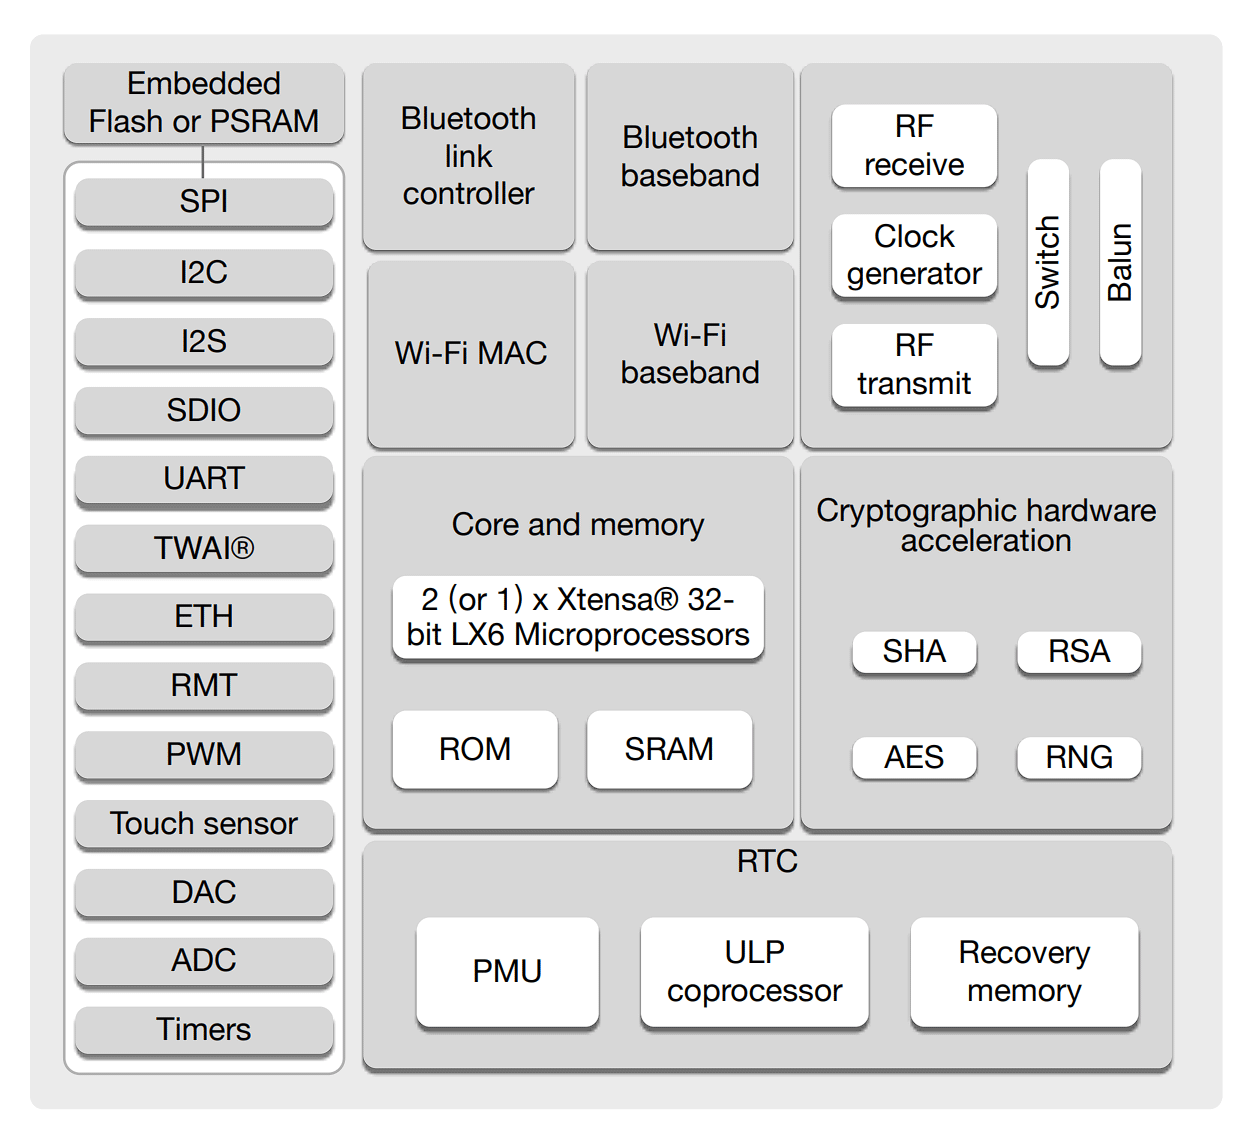 Embedded
Flash or PSRAM
SPI
I2C
I2S
SDIO
UART
TWAI®
ETH
RMT
PWM
Touch sensor
DAC
ADC
Timers
Bluetooth
link
controller
Bluetooth
baseband
Wi-Fi MAC
Wi-Fi
baseband
RF
receive
Clock
generator
RF
transmit
Switch
Balun
Core and memory
2 (or 1) x Xtensa® 32-
bit LX6 Microprocessors
ROM
SRAM
Cryptographic hardware
acceleration
SHA
RSA
AES
RNG
RTC
PMU
ULP
coprocessor
Recovery
memory